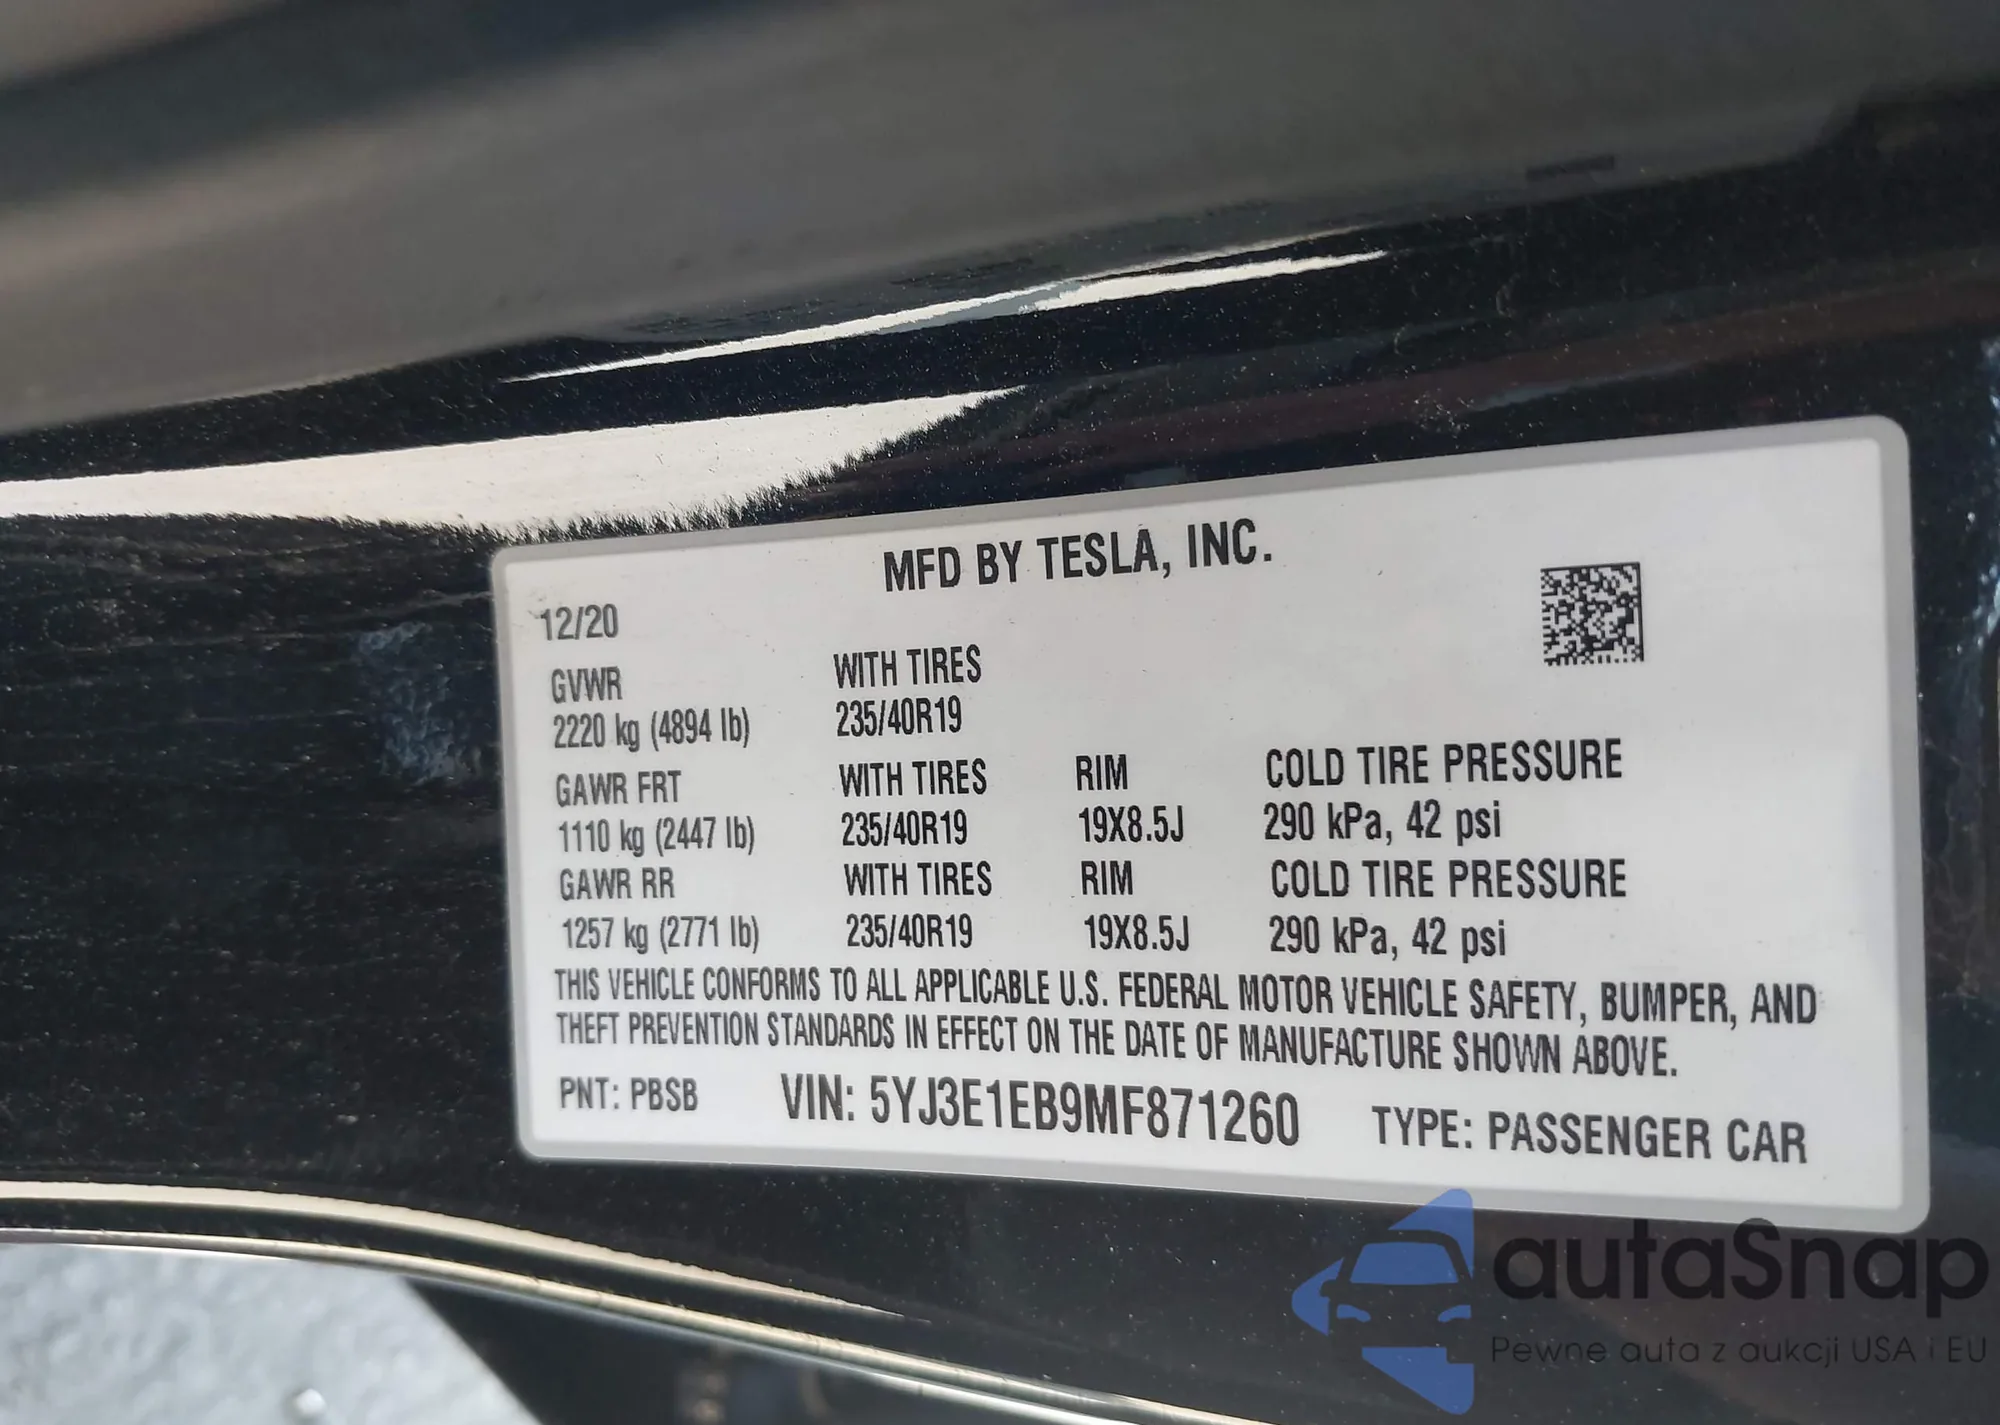 MFD BY TESLA, INC.
12/20
GVWR WITH TIRES
2220 kg (4894 lb) 235/40R19
GAWR FRT WITH TIRES RIM COLD TIRE PRESSURE
1110 kg (2447 lb) 235/40R19 19X8.5J 290 kPa, 42 psi
GAWR RR WITH TIRES RIM COLD TIRE PRESSURE
1257 kg (2771 lb) 235/40R19 19X8.5J 290 kPa, 42 psi
THIS VEHICLE CONFORMS TO ALL APPLICABLE U.S. FEDERAL MOTOR VEHICLE SAFETY, BUMPER, AND
THEFT PREVENTION STANDARDS IN EFFECT ON THE DATE OF MANUFACTURE SHOWN ABOVE.
PNT: PBSB VIN: 5YJ3E1EB9MF871260 TYPE: PASSENGER CAR
autaSnap
Pewne auta z aukcji USA i EU